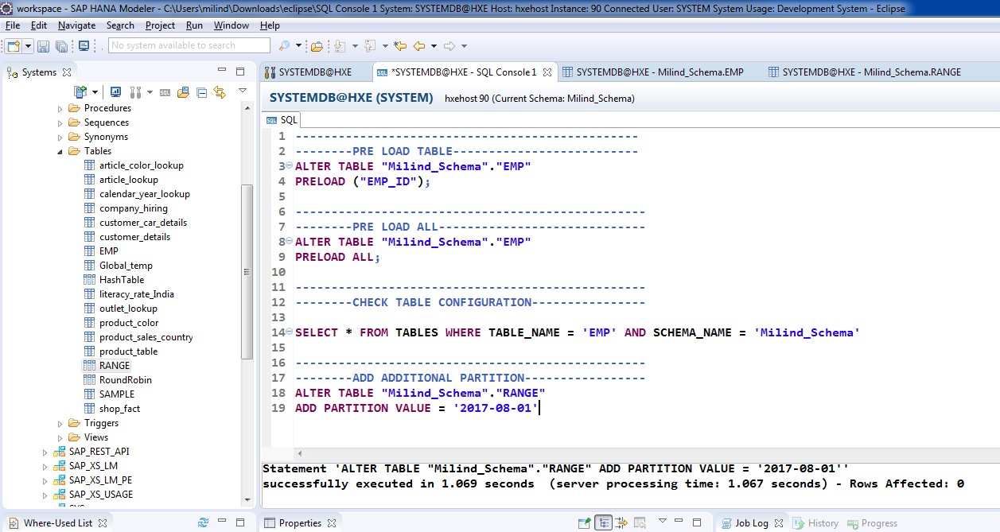 workspace - SAP HANA Modeler - C:\Users\milind\Downloads\eclipse\SQL Console 1 System: SYSTEMDB@HXE Host: hxehost Instance: 90 Connected User: SYSTEM System Usage: Development System - Eclipse
File Edit Navigate Search Project Run Window Help
No system available to search
Systems
Procedures
Sequences
Synonyms
Tables
article_color_lookup
article_lookup
calendar_year_lookup
company_hiring
customer_car_details
customer_details
EMP
Global_temp
HashTable
literacy_rate_India
outlet_lookup
product_color
product_sales_country
product_table
RANGE
RoundRobin
SAMPLE
shop_fact
Triggers
Views
SAP_REST_API
SAP_XS_LM
SAP_XS_LM_PE
SAP_XS_USAGE
Where-Used List
SYSTEMDB@HXE *SYSTEMDB@HXE - SQL Console 1 SYSTEMDB@HXE - Milind_Schema.EMP SYSTEMDB@HXE - Milind_Schema.RANGE
SYSTEMDB@HXE (SYSTEM) hxehost 90 (Current Schema: Milind_Schema)
SQL SQL
1 ------------------------------------------------
2 --------PRE LOAD TABLE--------------------------
3 ALTER TABLE "Milind_Schema"."EMP"
4 PRELOAD ("EMP_ID");
5
6 -------------------------------------------------
7 --------PRE LOAD ALL-----------------------------
8 ALTER TABLE "Milind_Schema"."EMP"
9 PRELOAD ALL;
10
11 -------------------------------------------------
12 --------CHECK TABLE CONFIGURATION----------------
13
14 SELECT * FROM TABLES WHERE TABLE_NAME = 'EMP' AND SCHEMA_NAME = 'Milind_Schema'
15
16 -------------------------------------------------
17 --------ADD ADDITIONAL PARTITION-----------------
18 ALTER TABLE "Milind_Schema"."RANGE"
19 ADD PARTITION VALUE = '2017-08-01'
Statement 'ALTER TABLE "Milind_Schema"."RANGE" ADD PARTITION VALUE = '2017-08-01''
successfully executed in 1.069 seconds (server processing time: 1.067 seconds) - Rows Affected: 0
Properties
Job Log History Progress